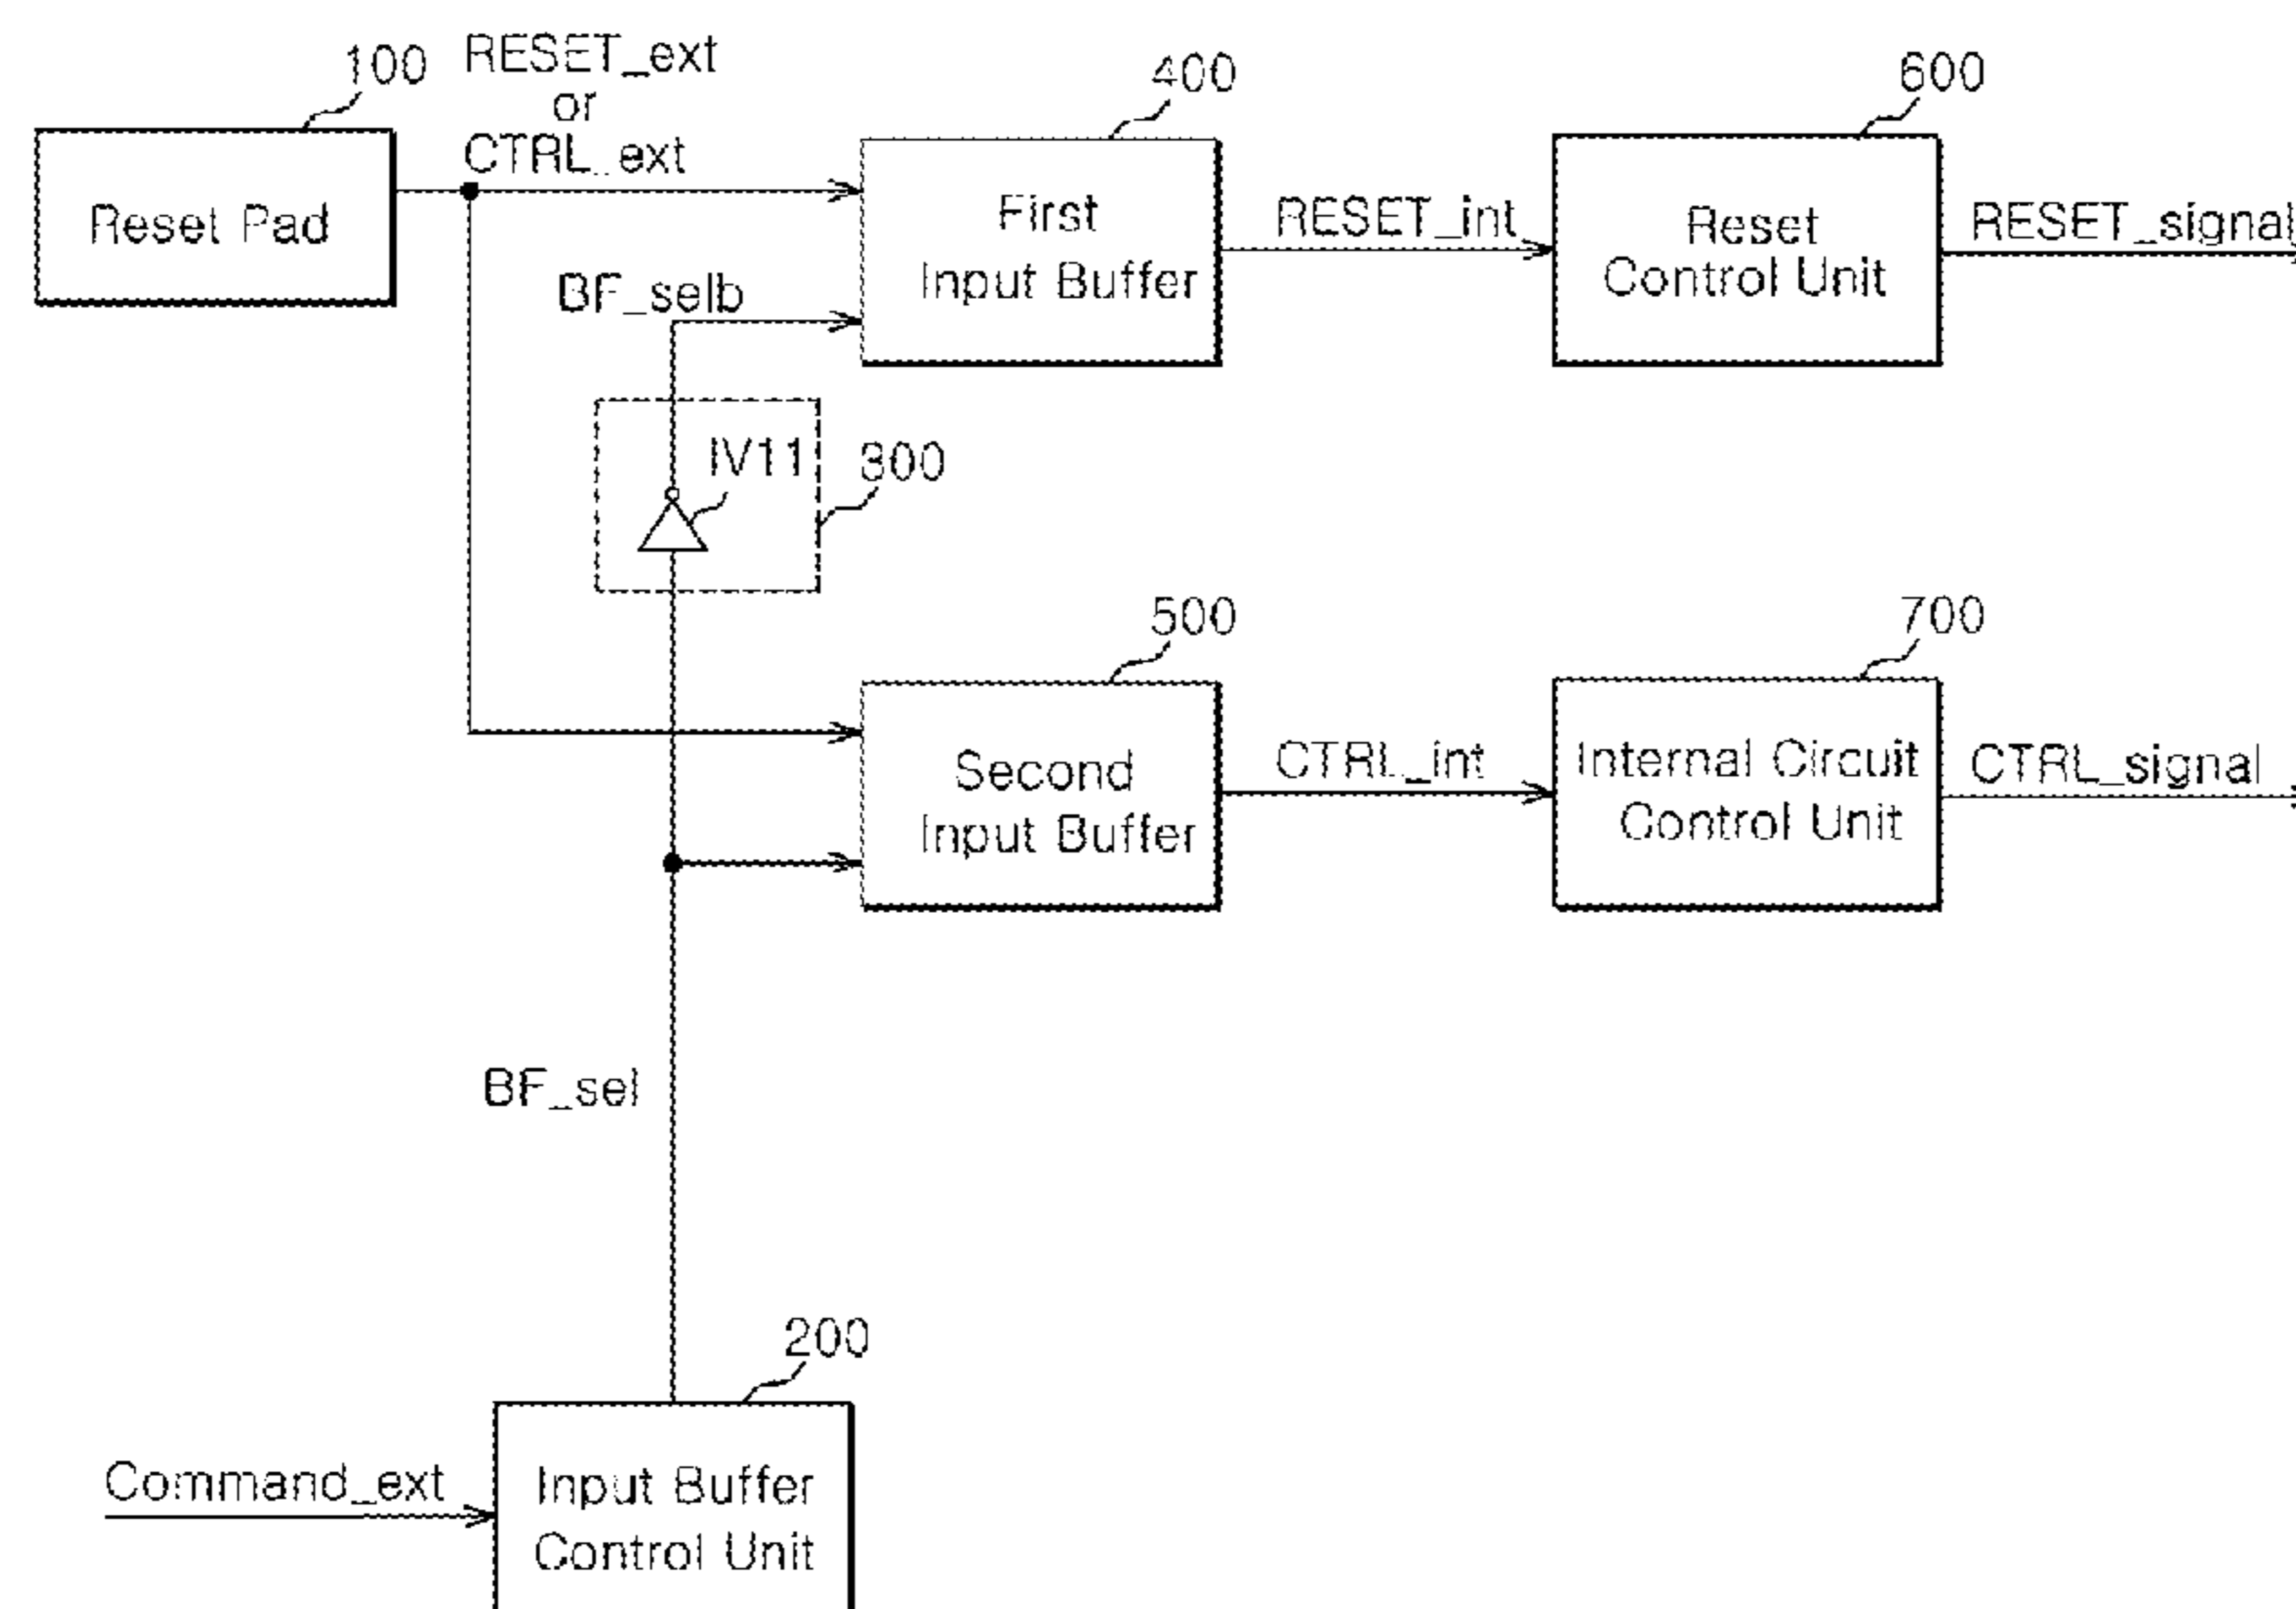 100
RESET_ext
or
CTRL_ext
400
600
Reset Pad
First
Input Buffer
RESET_int
Reset
Control Unit
RESET_signal
BF_selb
IV11
300
500
700
Second
Input Buffer
CTRL_int
Internal Circuit
Control Unit
CTRL_signal
BF_sel
200
Command_ext
Input Buffer
Control Unit